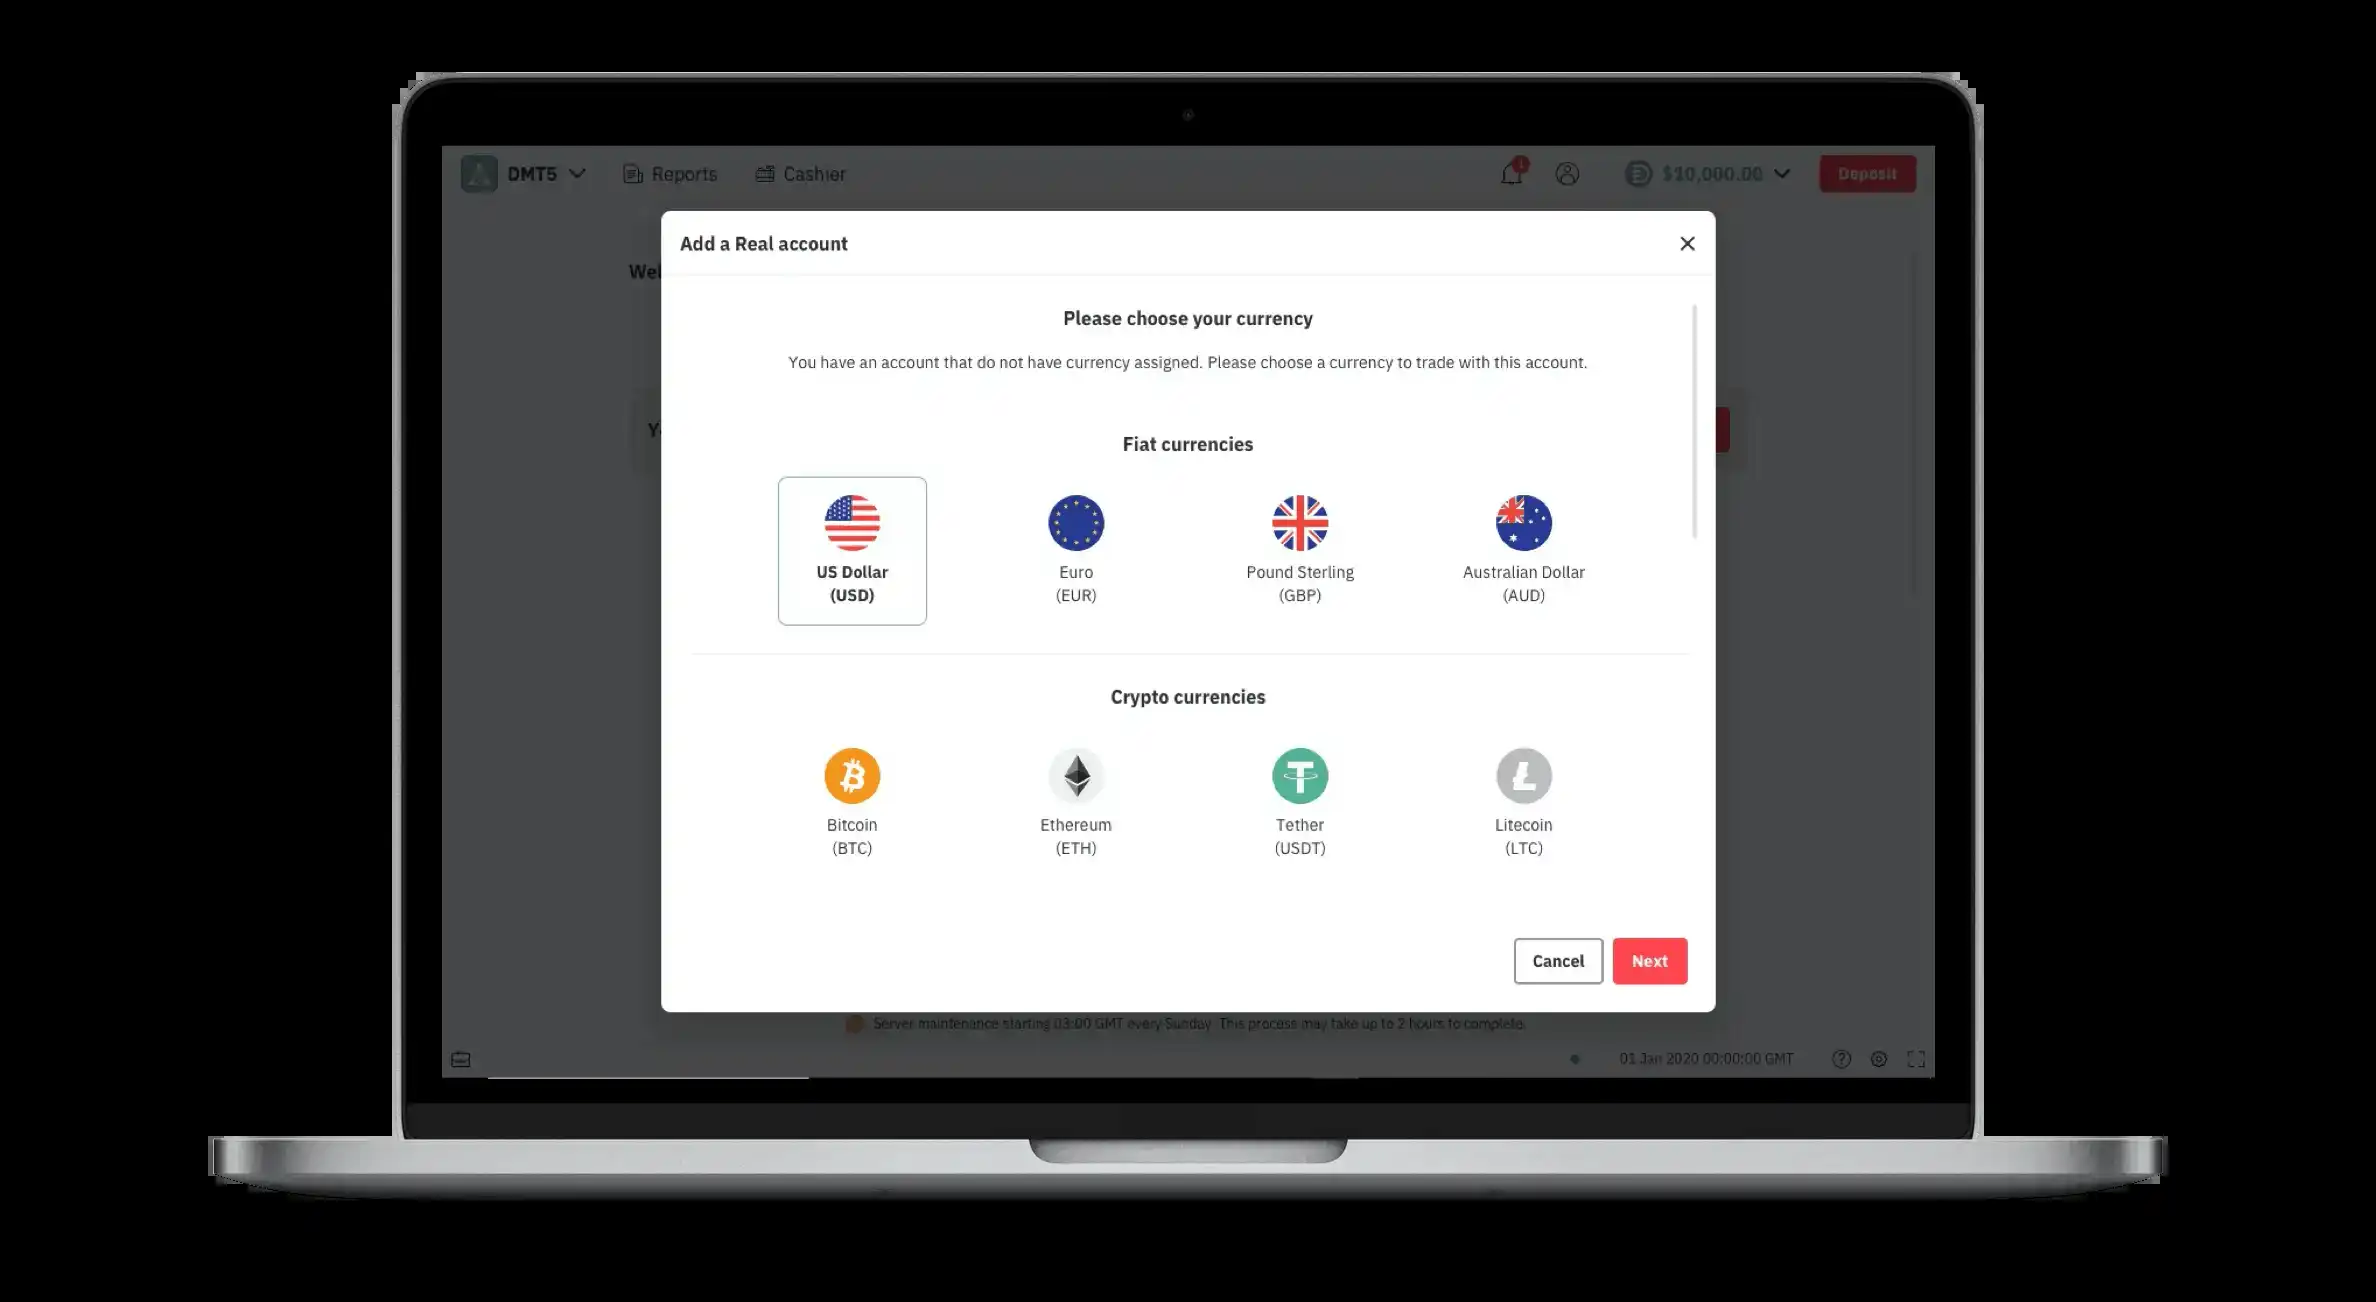 DMT5
Reports
Cashier
1
$10,000.00
Deposit
Add a Real account
Please choose your currency
You have an account that do not have currency assigned. Please choose a currency to trade with this account.
Fiat currencies
US Dollar
(USD)
Euro
(EUR)
Pound Sterling
(GBP)
Australian Dollar
(AUD)
Crypto currencies
Bitcoin
(BTC)
Ethereum
(ETH)
Tether
(USDT)
Litecoin
(LTC)
Cancel
Next
Server maintenance starting 03:00 GMT every Sunday. This process may take up to 2 hours to complete.
01 Jan 2020 00:00:00 GMT